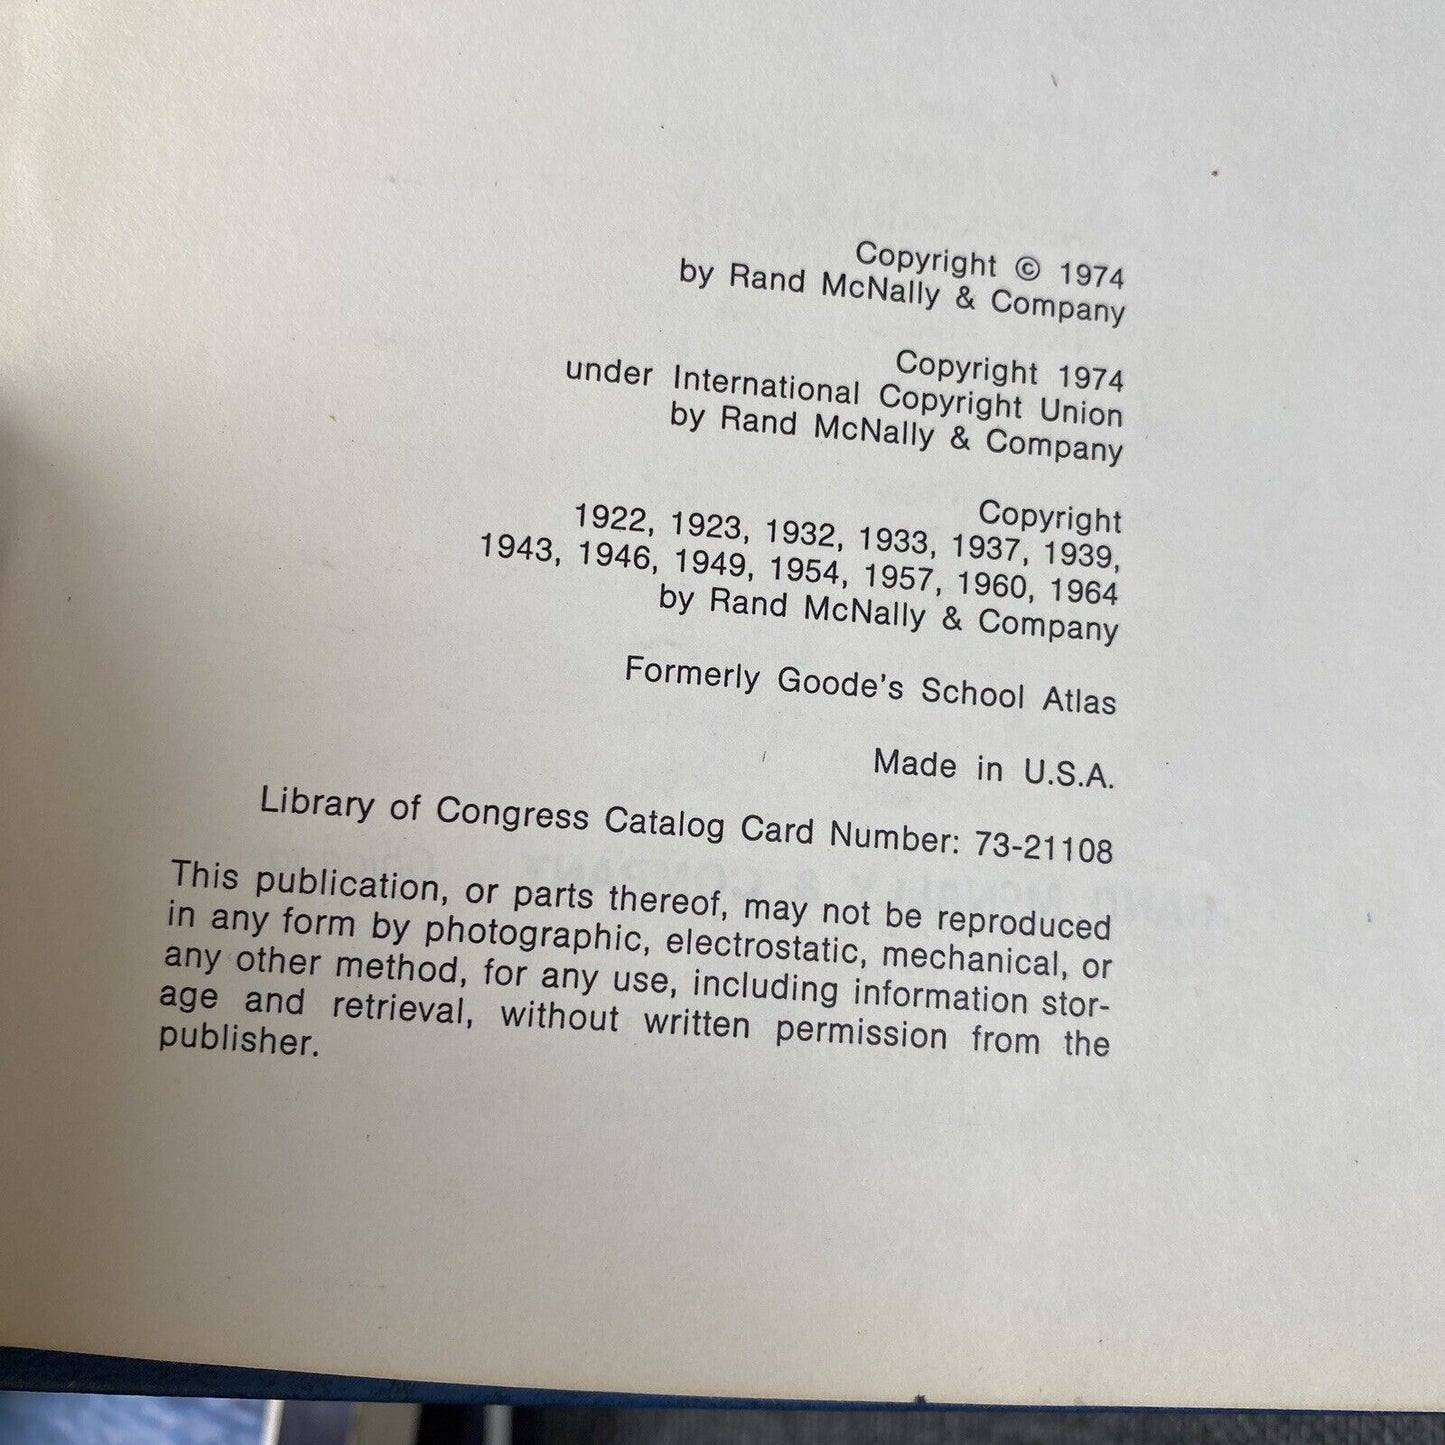 Copyright © 1974
by Rand McNally & Company
Copyright 1974
under International Copyright Union
by Rand McNally & Company
Copyright
1922, 1923, 1932, 1933, 1937, 1939,
1943, 1946, 1949, 1954, 1957, 1960, 1964
by Rand McNally & Company
Formerly Goode's School Atlas
Made in U.S.A.
Library of Congress Catalog Card Number: 73-21108
This publication, or parts thereof, may not be reproduced
in any form by photographic, electrostatic, mechanical, or
any other method, for any use, including information stor-
age and retrieval, without written permission from the
publisher.